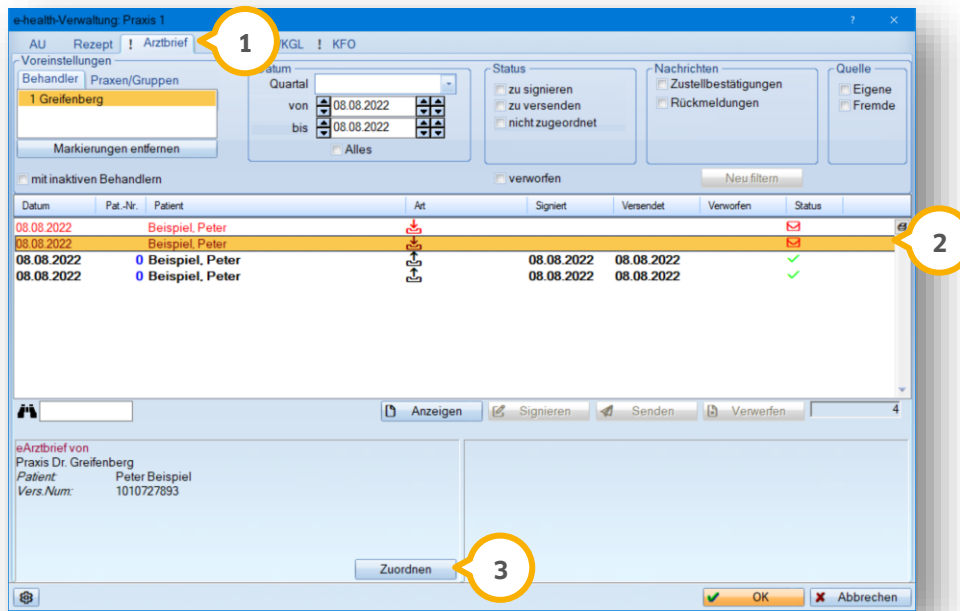 e-health-Verwaltung: Praxis 1 ?
AU Rezept ! Arztbrief 1 KGL ! KFO
Voreinstellungen Datum Status Nachrichten Quelle
Behandler Praxen/Gruppen
1 Greifenberg
Markierungen entfernen
mit inaktiven Behandlern
Quartal
von 08.08.2022
bis 08.08.2022
Alles
zu signieren
zu versenden
nicht zugeordnet
verworfen
Zustellbestätigungen
Rückmeldungen
Eigene
Fremde
Neu filtern
Datum Pat.-Nr. Patient Art Signiert Versendet Verworfen Status
08.08.2022 Beispiel, Peter
08.08.2022 Beispiel, Peter 2
08.08.2022 0 Beispiel, Peter 08.08.2022 08.08.2022
08.08.2022 0 Beispiel, Peter 08.08.2022 08.08.2022
Anzeigen Signieren Senden Verwerfen 4
eArztbrief von
Praxis Dr. Greifenberg
Patient: Peter Beispiel
Vers.Num: 1010727893
Zuordnen 3
OK Abbrechen